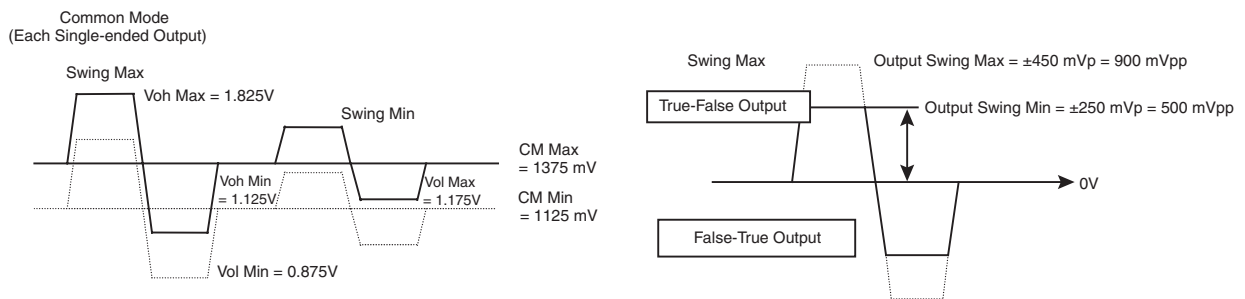 Common Mode
(Each Single-ended Output)
Swing Max
Voh Max = 1.825V
Swing Min
CM Max
= 1375 mV
Voh Min
= 1.125V
Vol Max
= 1.175V
CM Min
= 1125 mV
Vol Min = 0.875V
Swing Max
Output Swing Max = ±450 mVp = 900 mVpp
True-False Output
Output Swing Min = ±250 mVp = 500 mVpp
0V
False-True Output